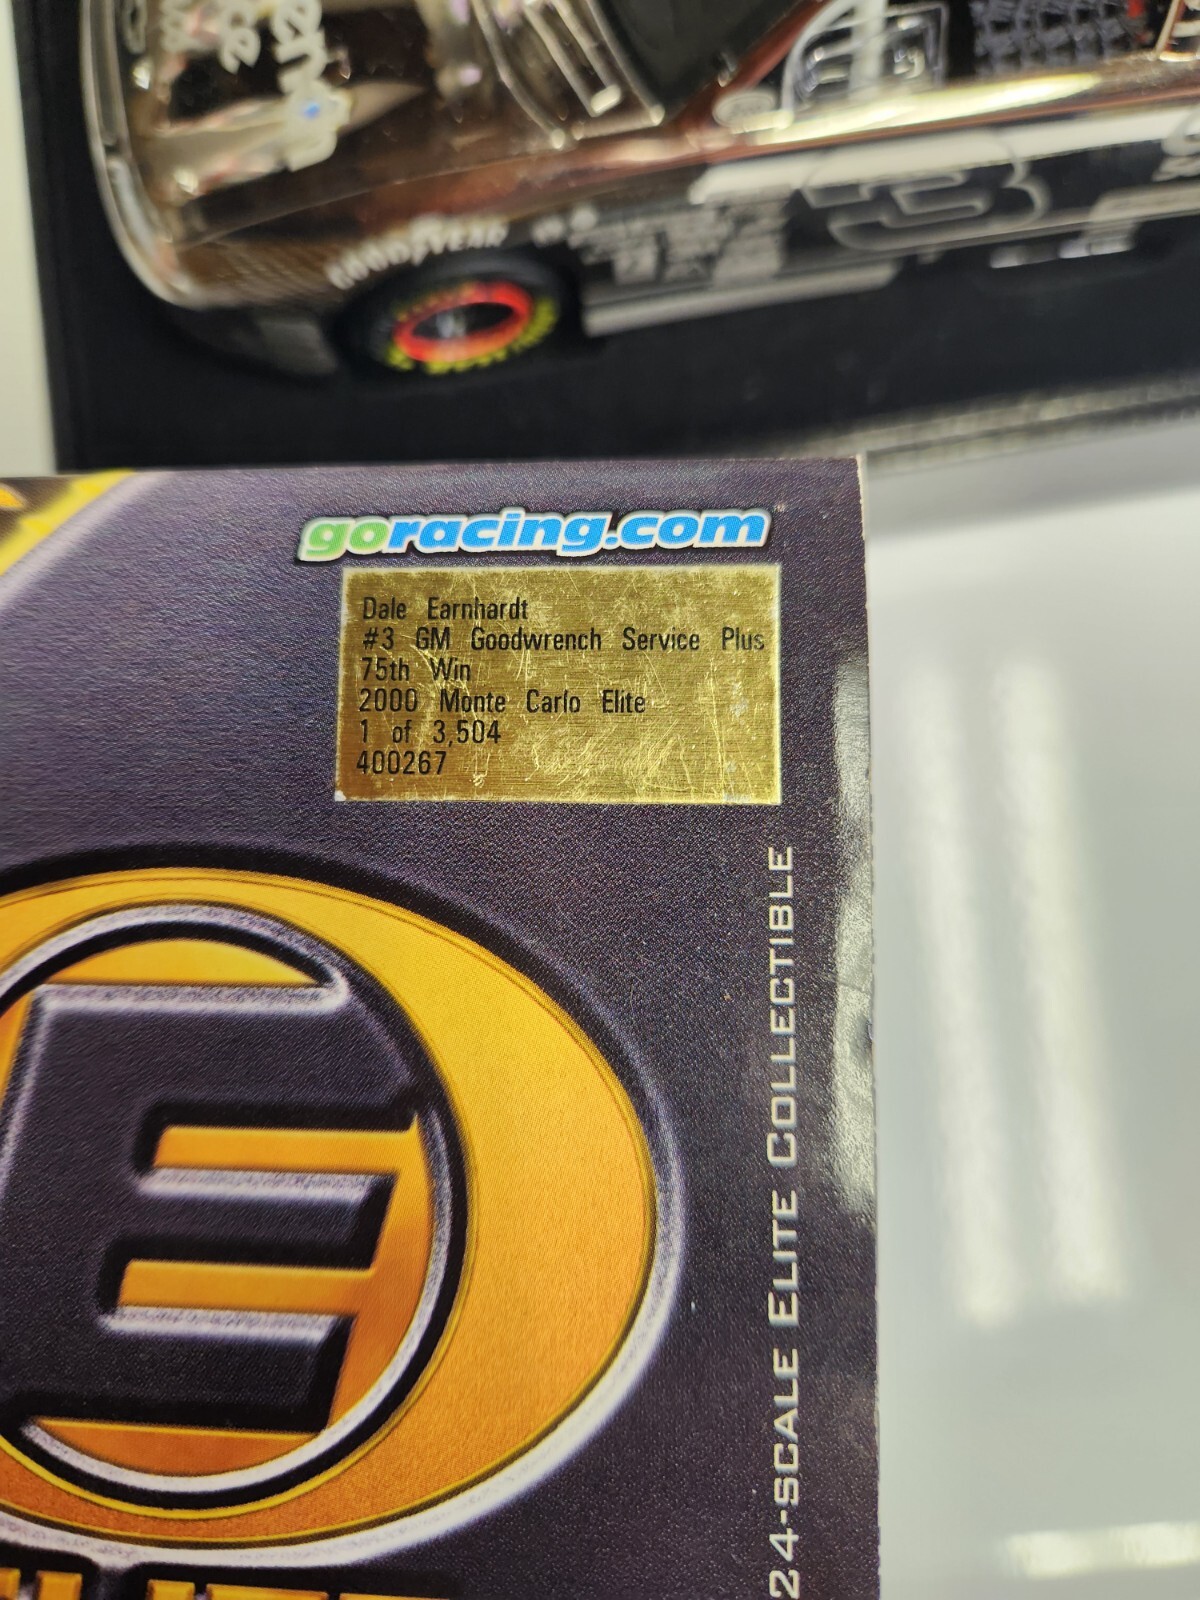 GOODYEAR
3
goracing.com
Dale Earnhardt
#3 GM Goodwrench Service Plus
75th Win
2000 Monte Carlo Elite
1 of 3,504
400267
E
24-SCALE ELITE COLLECTIBLE